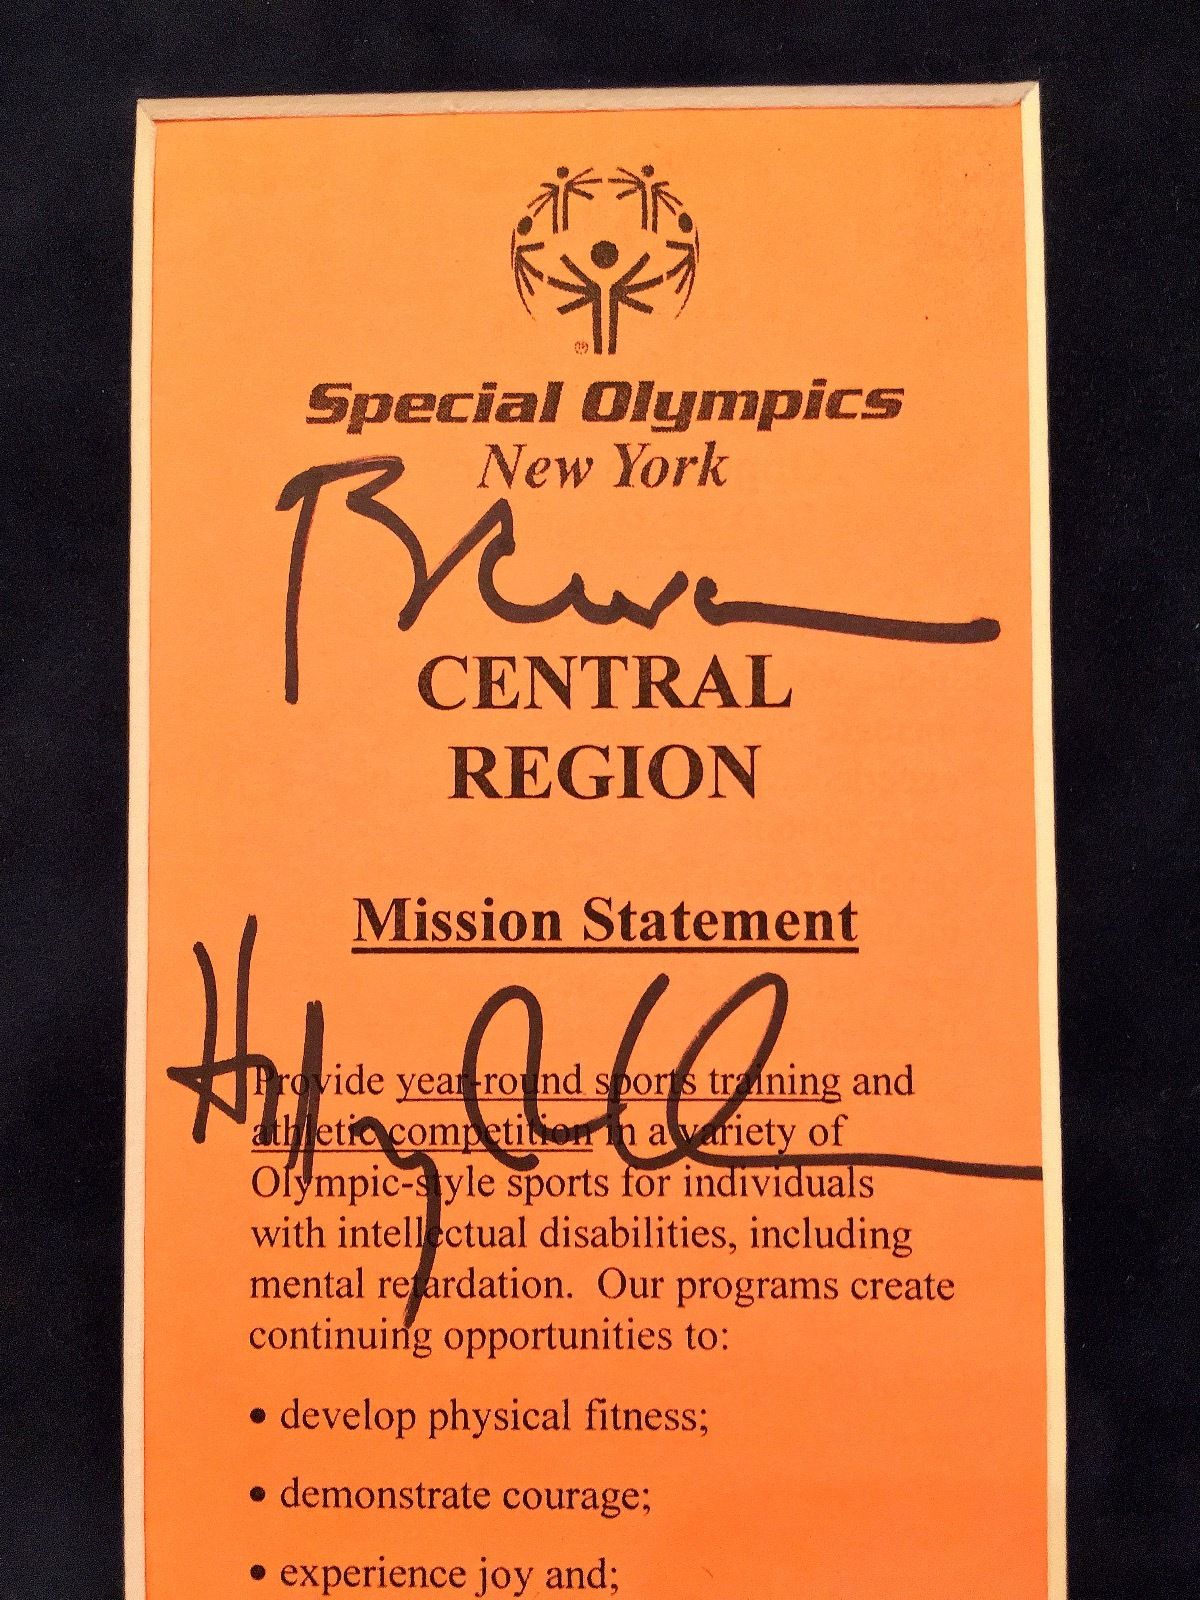 Special Olympics
New York
CENTRAL
REGION
Mission Statement
Provide year-round sports training and
athletic competition in a variety of
Olympic-style sports for individuals
with intellectual disabilities, including
mental retardation. Our programs create
continuing opportunities to:
• develop physical fitness;
• demonstrate courage;
• experience joy and;